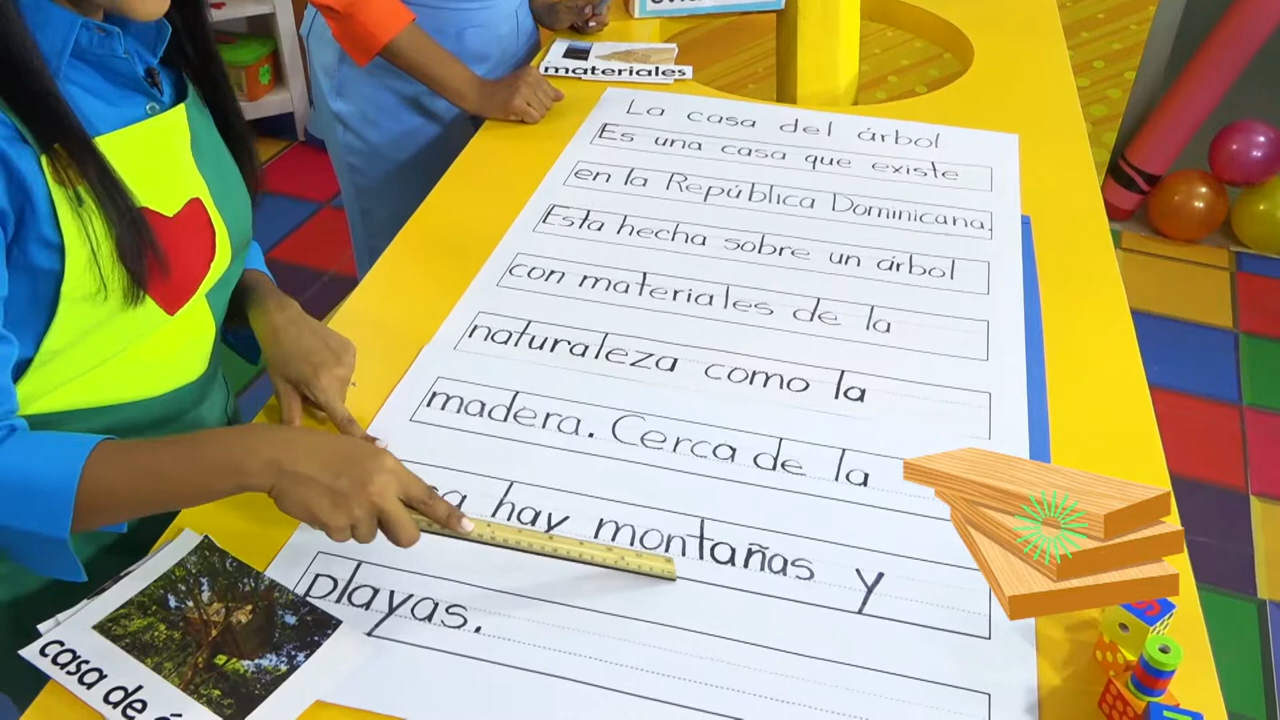 materiales
La casa del árbol
Es una casa que existe
en la República Dominicana.
Esta hecha sobre un árbol
con materiales de la
naturaleza como la
madera. Cerca de la
hay montañas y
playas.
casa de